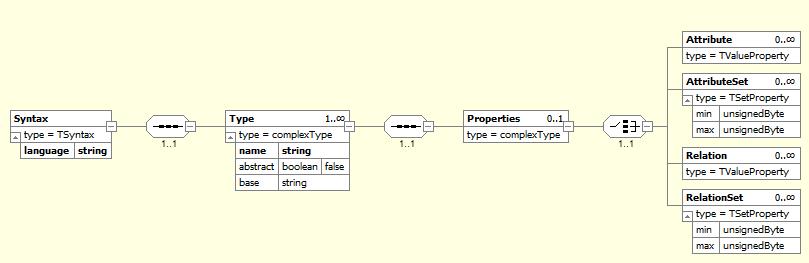 Syntax
type = TSyntax
language string
1..1
Type 1..∞
type = complexType
name string
abstract boolean false
base string
1..1
Properties 0..1
type = complexType
1..1
Attribute 0..∞
type = TValueProperty
AttributeSet 0..∞
type = TSetProperty
min unsignedByte
max unsignedByte
Relation 0..∞
type = TValueProperty
RelationSet 0..∞
type = TSetProperty
min unsignedByte
max unsignedByte